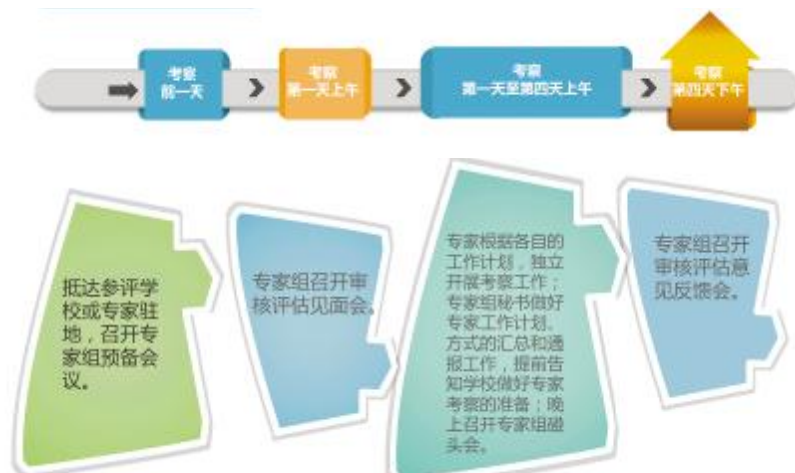 考察
前一天
考察
第一天上午
考察
第一天至第四天上午
考察
第四天下午
抵达参评学
校或专家驻
地，召开专
家组预备会
议。
专家组召开审
核评估见面会。
专家根据各自的
工作计划，独立
开展考察工作；
专家组秘书做好
专家工作计划、
方式的汇总和通
报工作，提前告
知学校做好专家
考察的准备；晚
上召开专家组碰
头会。
专家组召开
审核评估意
见反馈会。